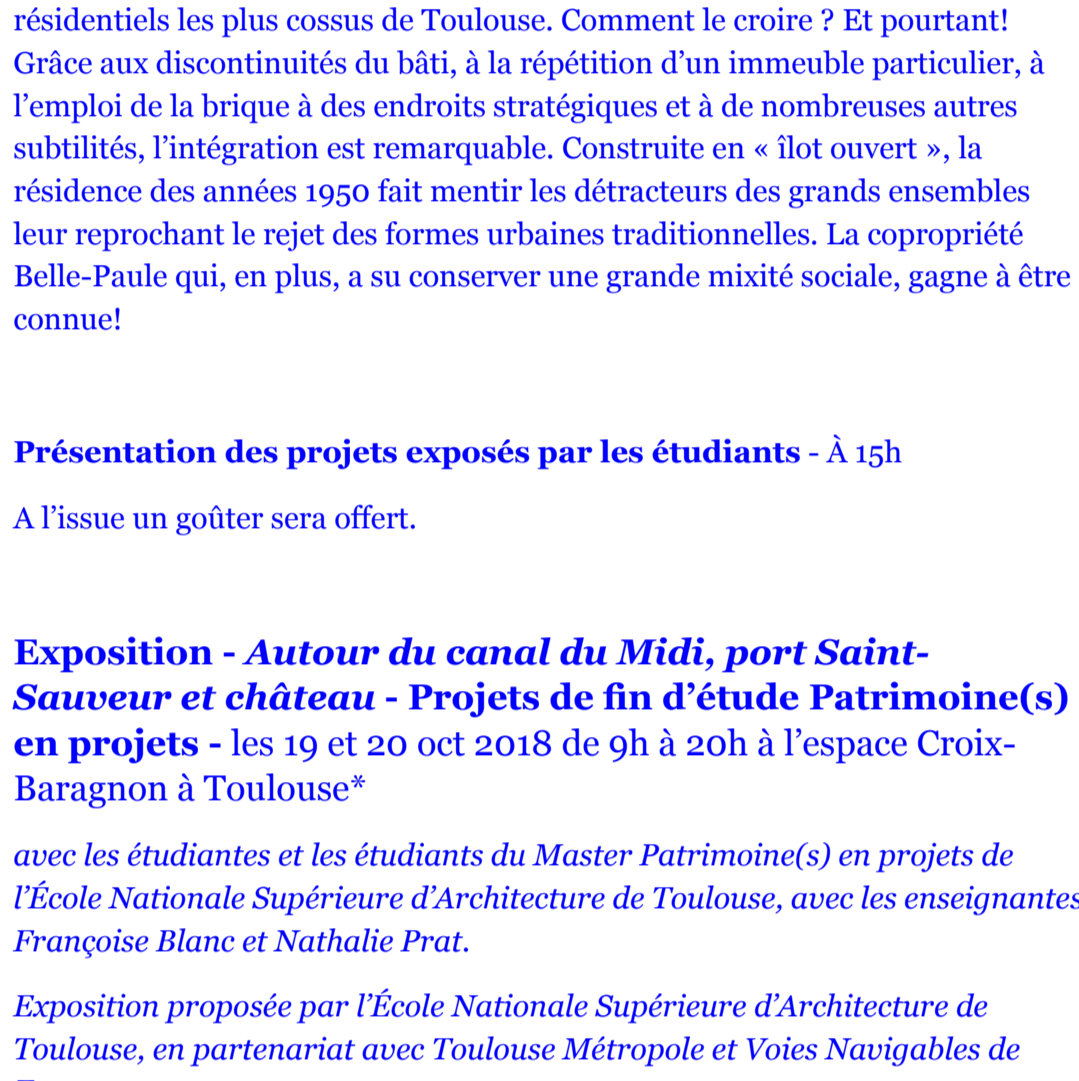 résidentiels les plus cossus de Toulouse. Comment le croire ? Et pourtant!
Grâce aux discontinuités du bâti, à la répétition d’un immeuble particulier, à
l’emploi de la brique à des endroits stratégiques et à de nombreuses autres
subtilités, l’intégration est remarquable. Construite en « îlot ouvert », la
résidence des années 1950 fait mentir les détracteurs des grands ensembles
leur reprochant le rejet des formes urbaines traditionnelles. La copropriété
Belle-Paule qui, en plus, a su conserver une grande mixité sociale, gagne à être
connue!
Présentation des projets exposés par les étudiants - À 15h
A l’issue un goûter sera offert.
Exposition - Autour du canal du Midi, port Saint-
Sauveur et château - Projets de fin d’étude Patrimoine(s)
en projets - les 19 et 20 oct 2018 de 9h à 20h à l’espace Croix-
Baragnon à Toulouse*
avec les étudiantes et les étudiants du Master Patrimoine(s) en projets de
l’École Nationale Supérieure d’Architecture de Toulouse, avec les enseignantes
Françoise Blanc et Nathalie Prat.
Exposition proposée par l’École Nationale Supérieure d’Architecture de
Toulouse, en partenariat avec Toulouse Métropole et Voies Navigables de